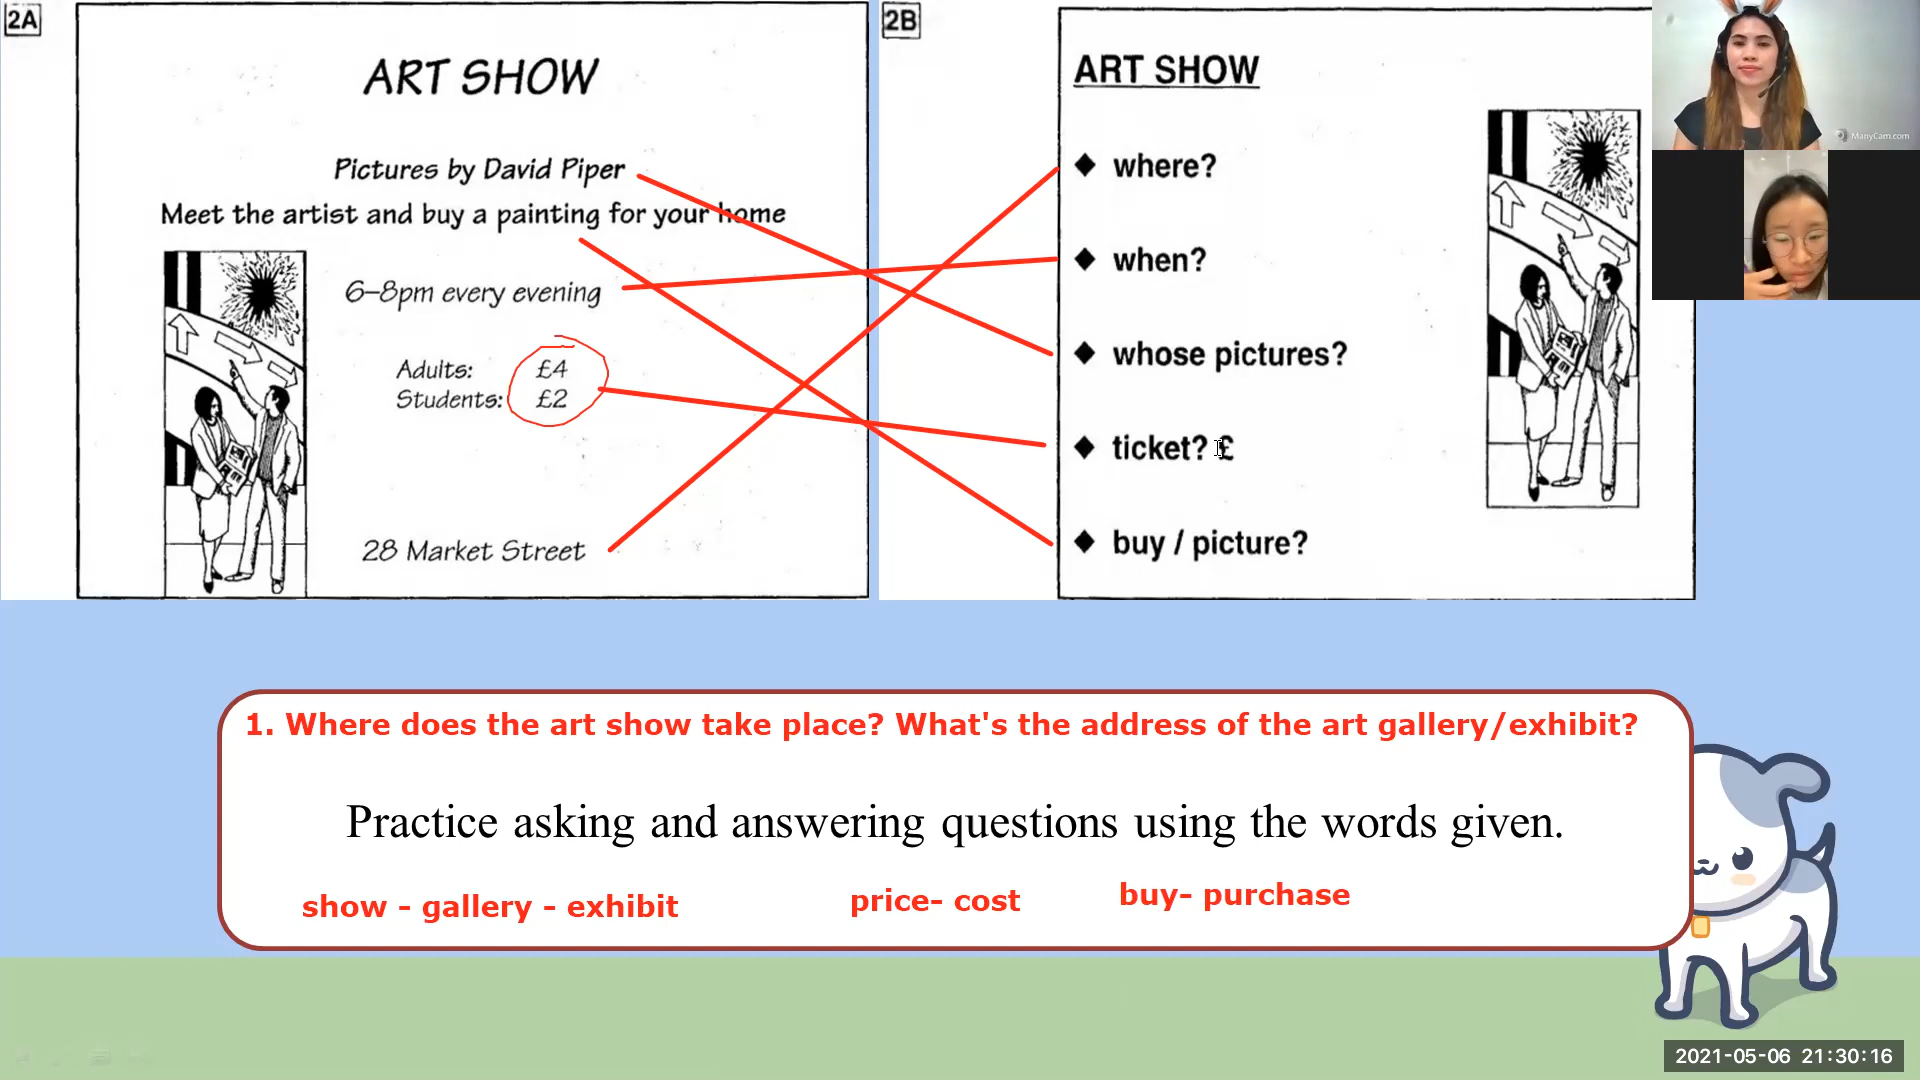 2A
ART SHOW
Pictures by David Piper
Meet the artist and buy a painting for your home
6–8pm every evening
Adults: £4
Students: £2
28 Market Street
2B
ART SHOW
where?
when?
whose pictures?
ticket? £
buy / picture?
ManyCam.com
1. Where does the art show take place? What's the address of the art gallery/exhibit?
Practice asking and answering questions using the words given.
show - gallery - exhibit
price- cost
buy- purchase
2021-05-06 21:30:16